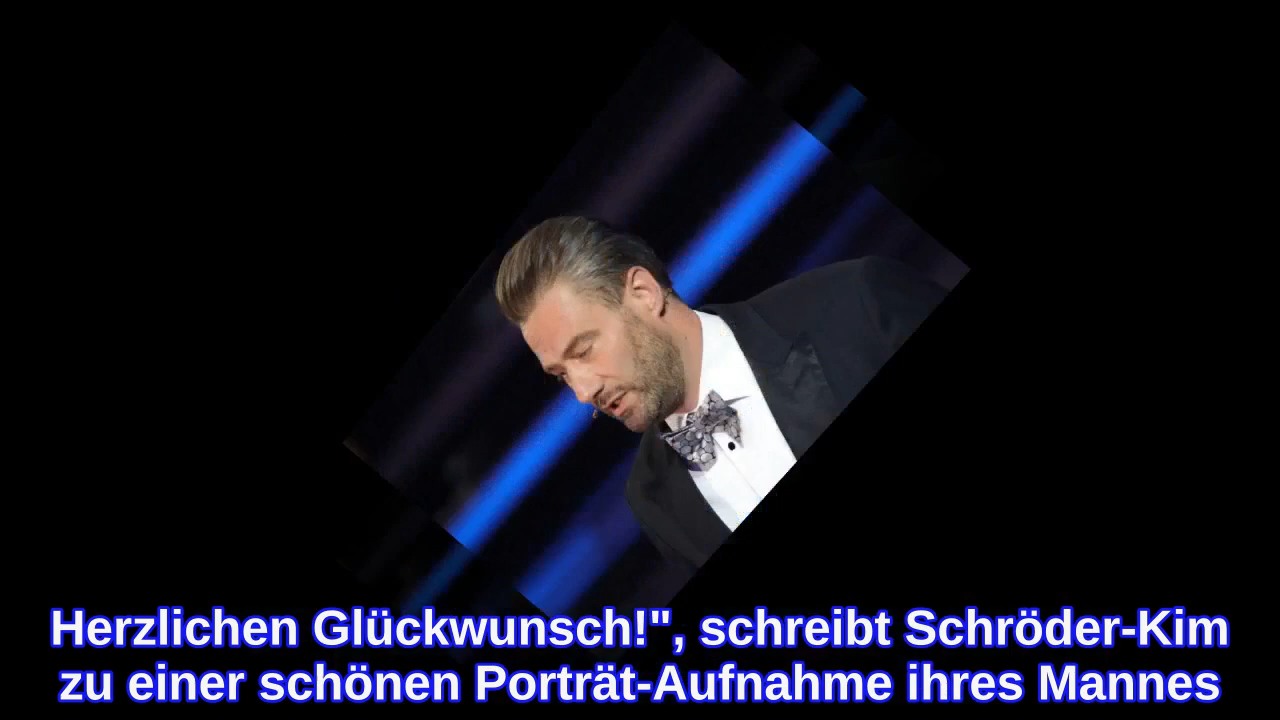 Herzlichen Glückwunsch!", schreibt Schröder-Kim
zu einer schönen Porträt-Aufnahme ihres Mannes